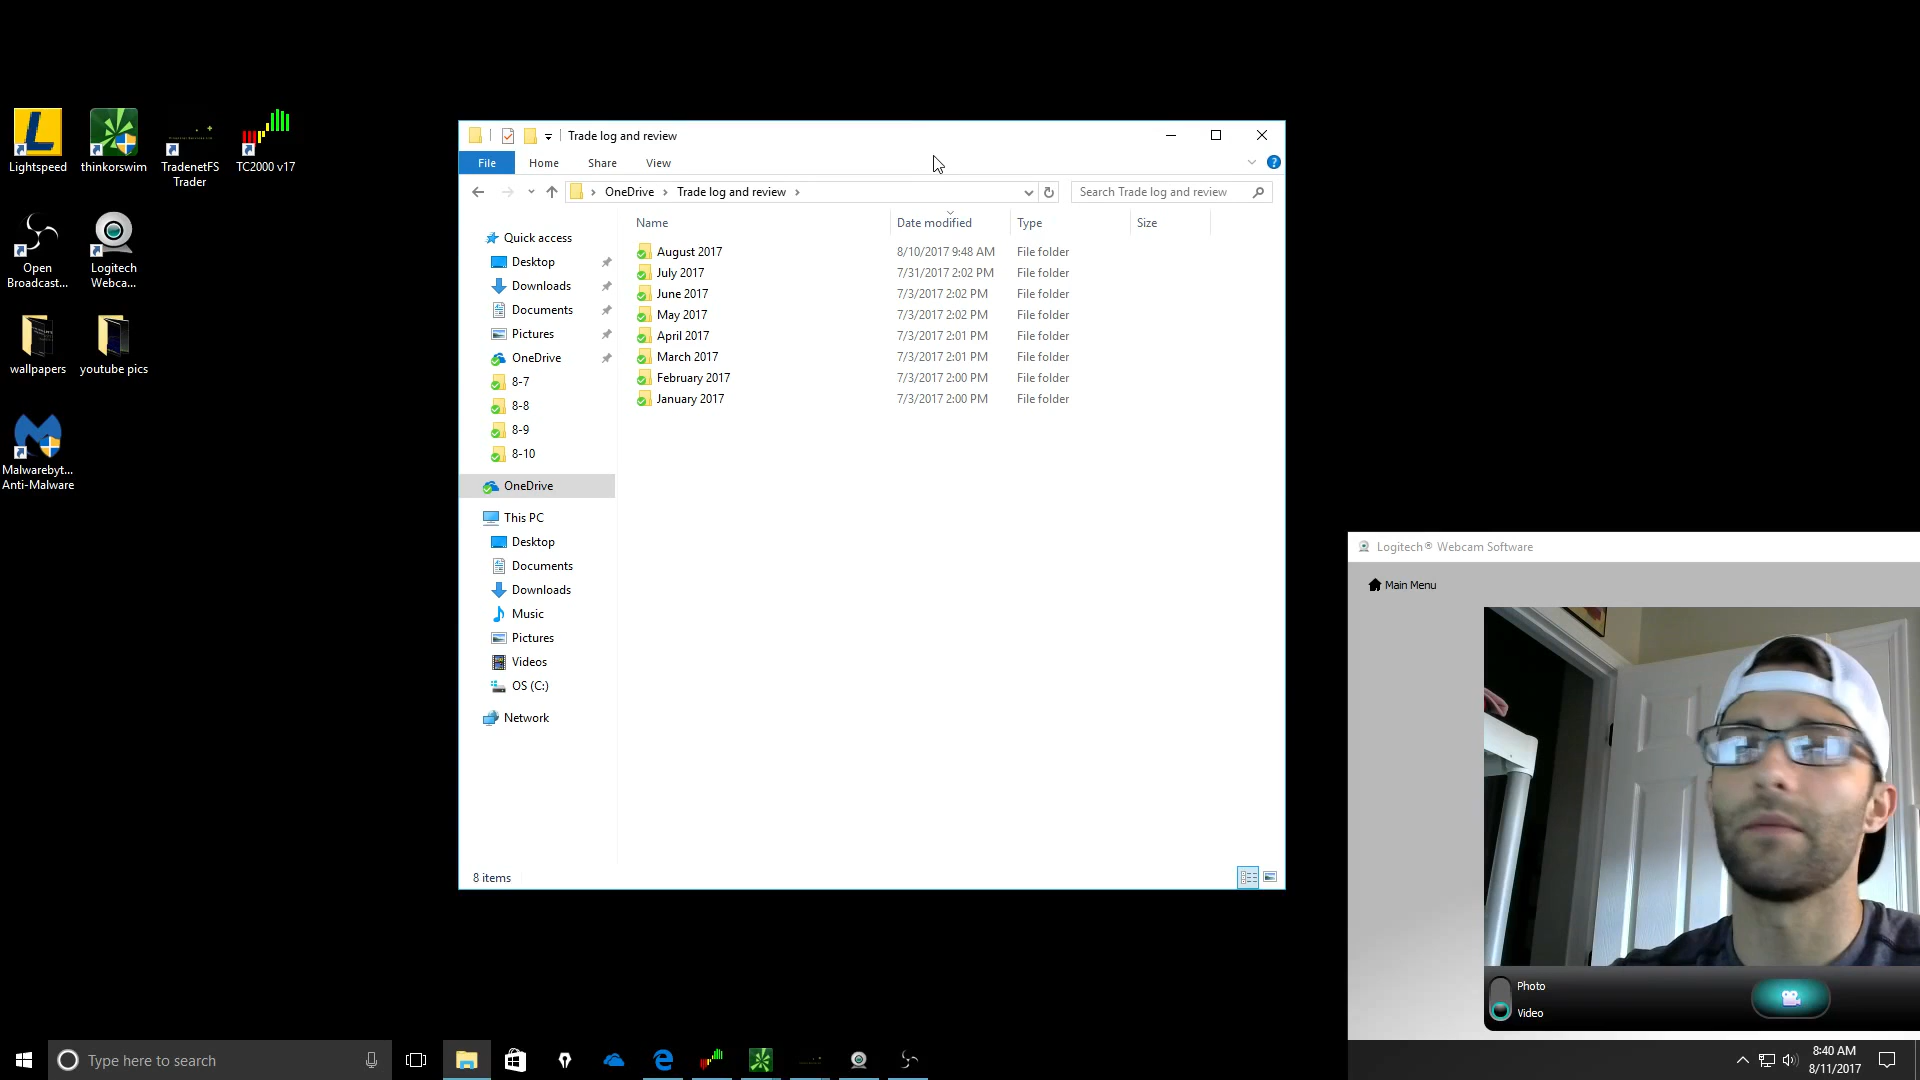 Lightspeed
thinkorswim
TradenetFS
Trader
TC2000 v17
Open
Broadcast...
Logitech
Webca...
wallpapers
youtube pics
Malwarebyt...
Anti-Malware
Trade log and review
File Home Share View
OneDrive Trade log and review
Search Trade log and review
Name Date modified Type Size
Quick access
Desktop
Downloads
Documents
Pictures
OneDrive
8-7
8-8
8-9
8-10
OneDrive
This PC
Desktop
Documents
Downloads
Music
Pictures
Videos
OS (C:)
Network
August 2017 8/10/2017 9:48 AM File folder
July 2017 7/31/2017 2:02 PM File folder
June 2017 7/3/2017 2:02 PM File folder
May 2017 7/3/2017 2:02 PM File folder
April 2017 7/3/2017 2:01 PM File folder
March 2017 7/3/2017 2:01 PM File folder
February 2017 7/3/2017 2:00 PM File folder
January 2017 7/3/2017 2:00 PM File folder
8 items
Logitech® Webcam Software
Main Menu
Photo
Video
Type here to search
8:40 AM
8/11/2017